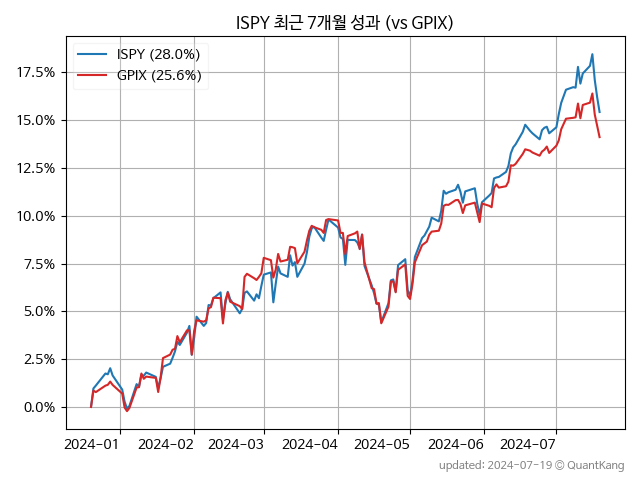 ISPY 최근 7개월 성과 (vs GPIX)
ISPY (28.0%)
GPIX (25.6%)
17.5%
15.0%
12.5%
10.0%
7.5%
5.0%
2.5%
0.0%
2024-01 2024-02 2024-03 2024-04 2024-05 2024-06 2024-07
updated: 2024-07-19 © QuantKang